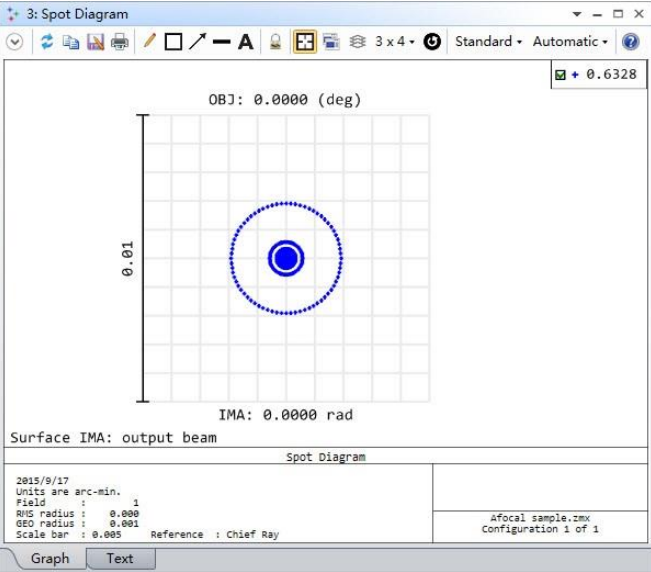 3: Spot Diagram
A 3 x 4 Standard Automatic
+ 0.6328
OBJ: 0.0000 (deg)
0.01
IMA: 0.0000 rad
Surface IMA: output beam
Spot Diagram
2015/9/17
Units are arc-min.
Field : 1
RMS radius : 0.000
GEO radius : 0.001
Scale bar : 0.005 Reference : Chief Ray
Afocal sample.zmx
Configuration 1 of 1
Graph Text